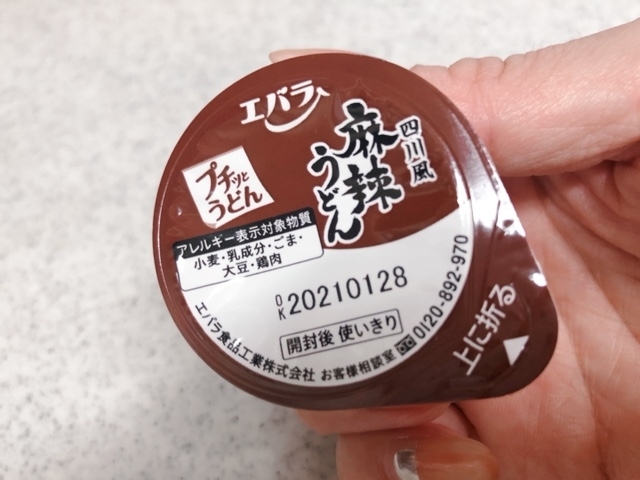 エバラ
プチッと
うどん
四川風
麻辣
うどん
アレルギー表示対象物質
小麦・乳成分・ごま・
大豆・鶏肉
OK 20210128
開封後 使いきり
エバラ食品工業株式会社 お客様相談室 0120-892-970
上に折る